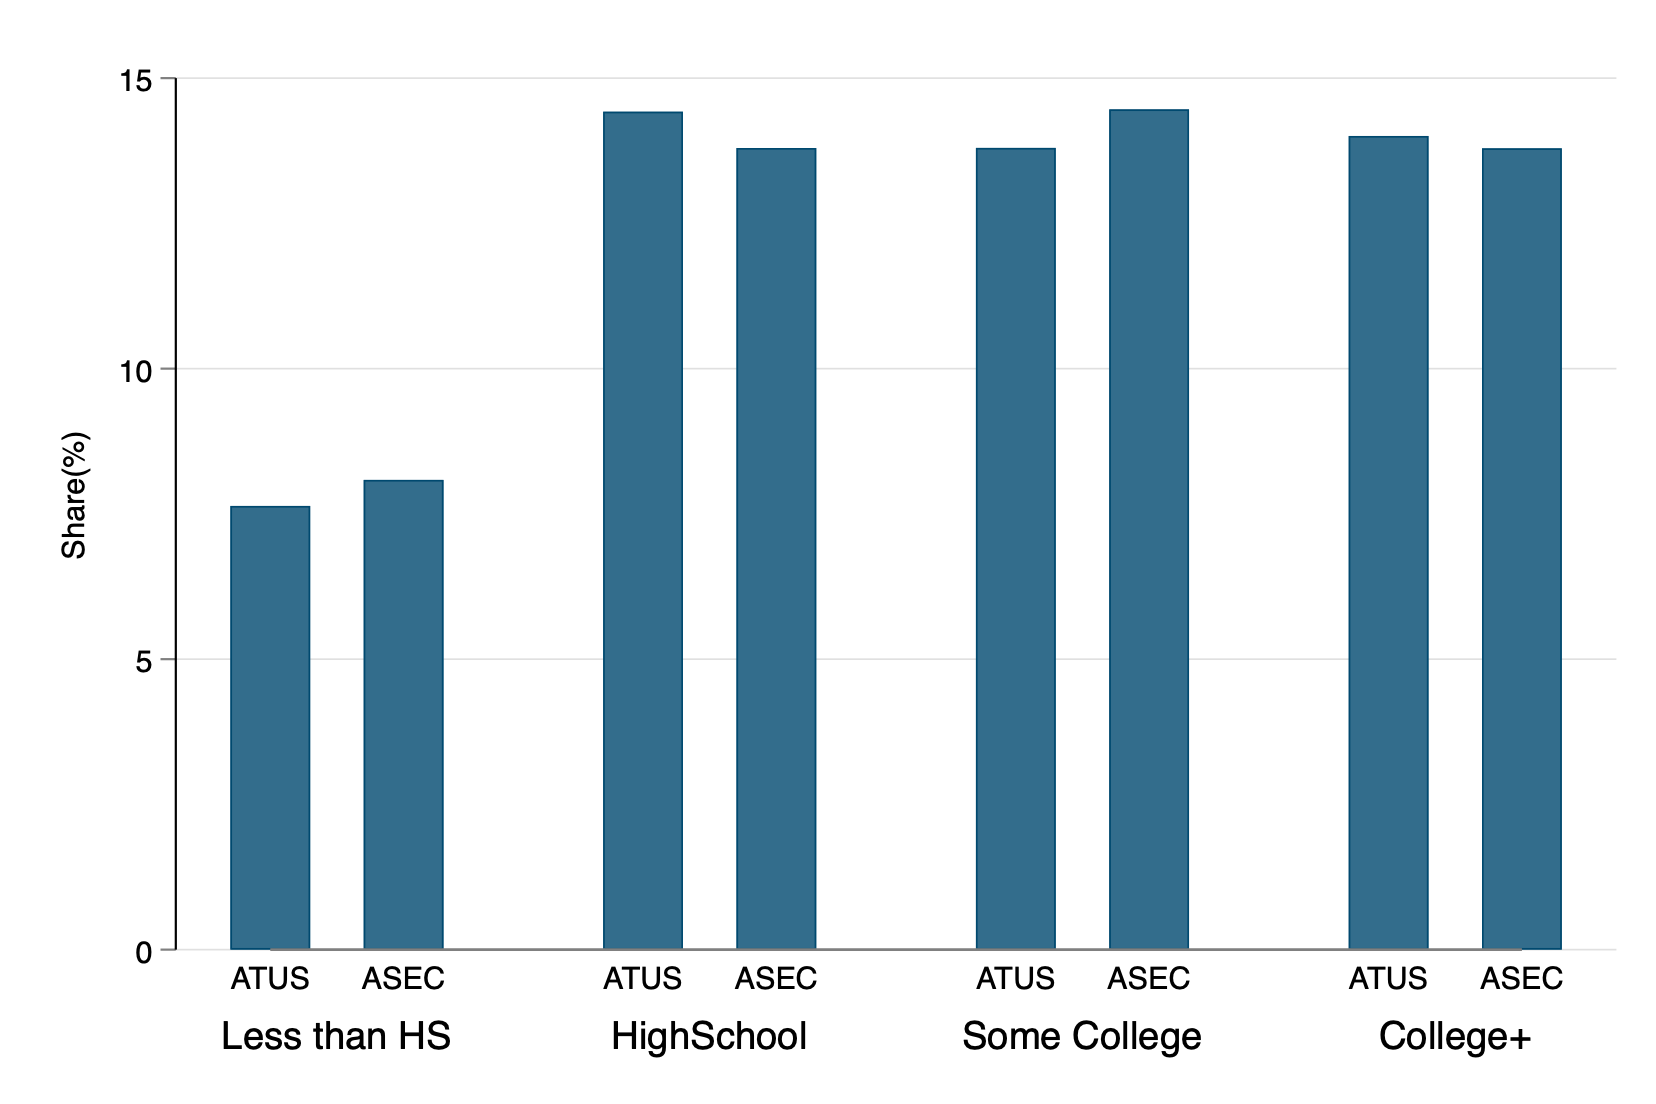 15
10
5
0
Share(%)
ATUS ASEC ATUS ASEC ATUS ASEC ATUS ASEC
Less than HS HighSchool Some College College+